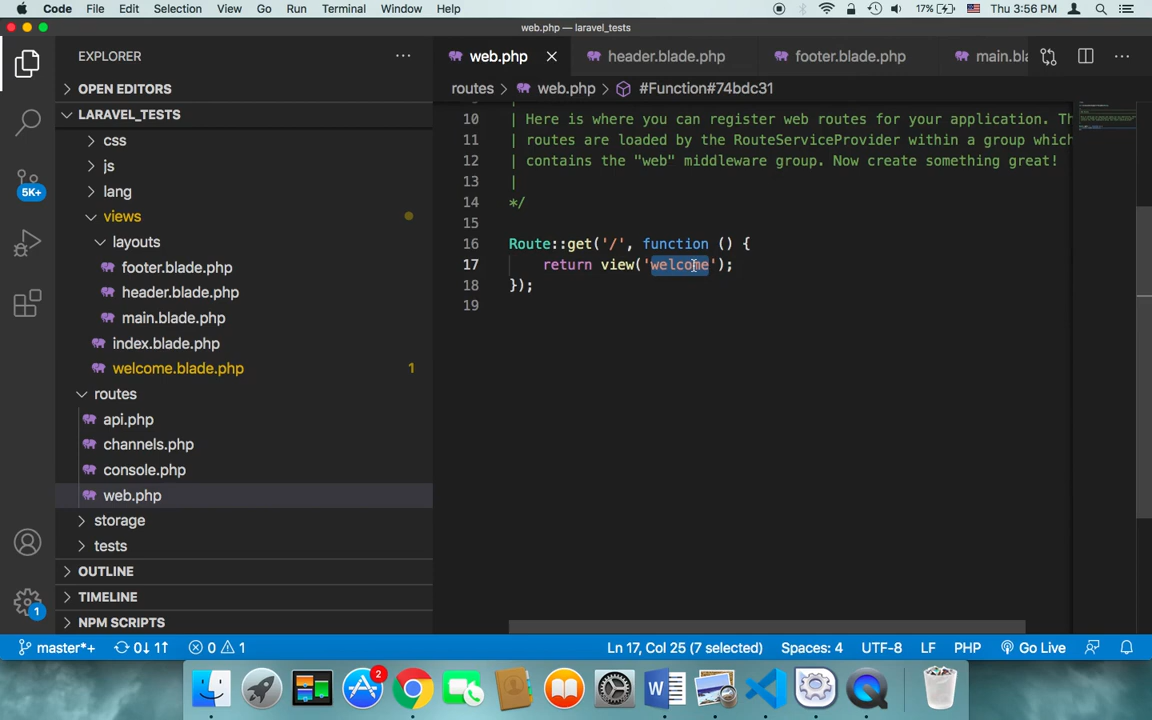 Code File Edit Selection View Go Run Terminal Window Help 17% Thu 3:56 PM
web.php — laravel_tests
EXPLORER ··· web.php header.blade.php footer.blade.php main.bla ···
OPEN EDITORS
routes > web.php > #Function#74bdc31
LARAVEL_TESTS
css
js
lang
views
layouts
footer.blade.php
header.blade.php
main.blade.php
index.blade.php
welcome.blade.php 1
routes
api.php
channels.php
console.php
web.php
storage
tests
OUTLINE
TIMELINE
NPM SCRIPTS
5K+
1
10 | Here is where you can register web routes for your application. Th
11 | routes are loaded by the RouteServiceProvider within a group which
12 | contains the "web" middleware group. Now create something great!
13 |
14 */
15
16 Route::get('/', function () {
17 return view('welcome');
18 });
19
master*+ 0↓ 1↑ 0 1 Ln 17, Col 25 (7 selected) Spaces: 4 UTF-8 LF PHP Go Live
2